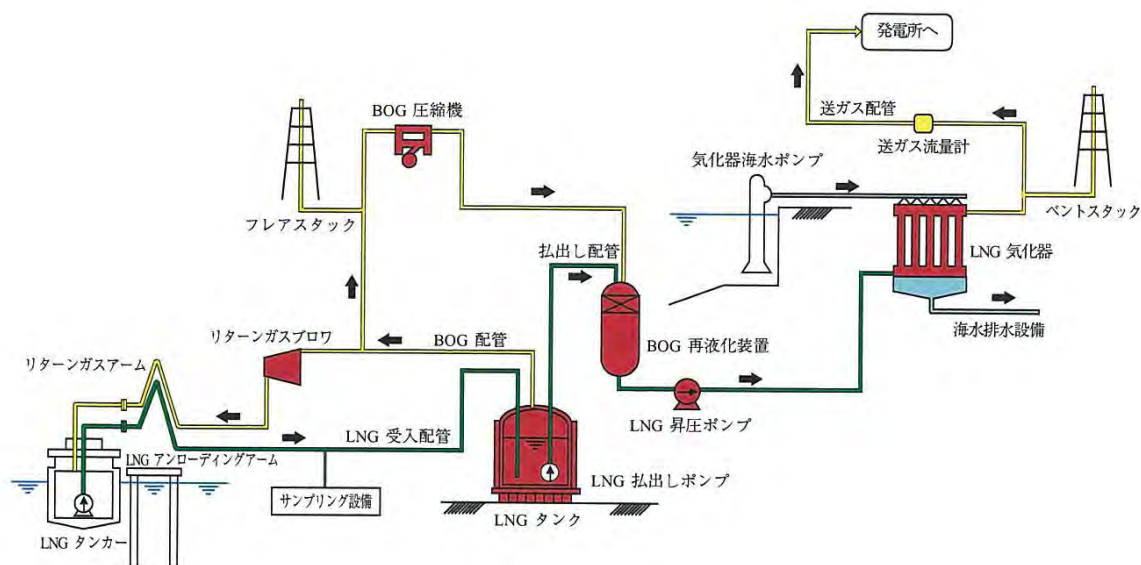 発電所へ
BOG 圧縮機
送ガス配管
送ガス流量計
気化器海水ポンプ
フレアスタック
ベントスタック
払出し配管
LNG 気化器
リターンガスブロワ
BOG 配管
海水排水設備
リターンガスアーム
BOG 再液化装置
LNG 昇圧ポンプ
LNG 受入配管
LNG アンローディングアーム
LNG 払出しポンプ
サンプリング設備
LNG タンク
LNG タンカー